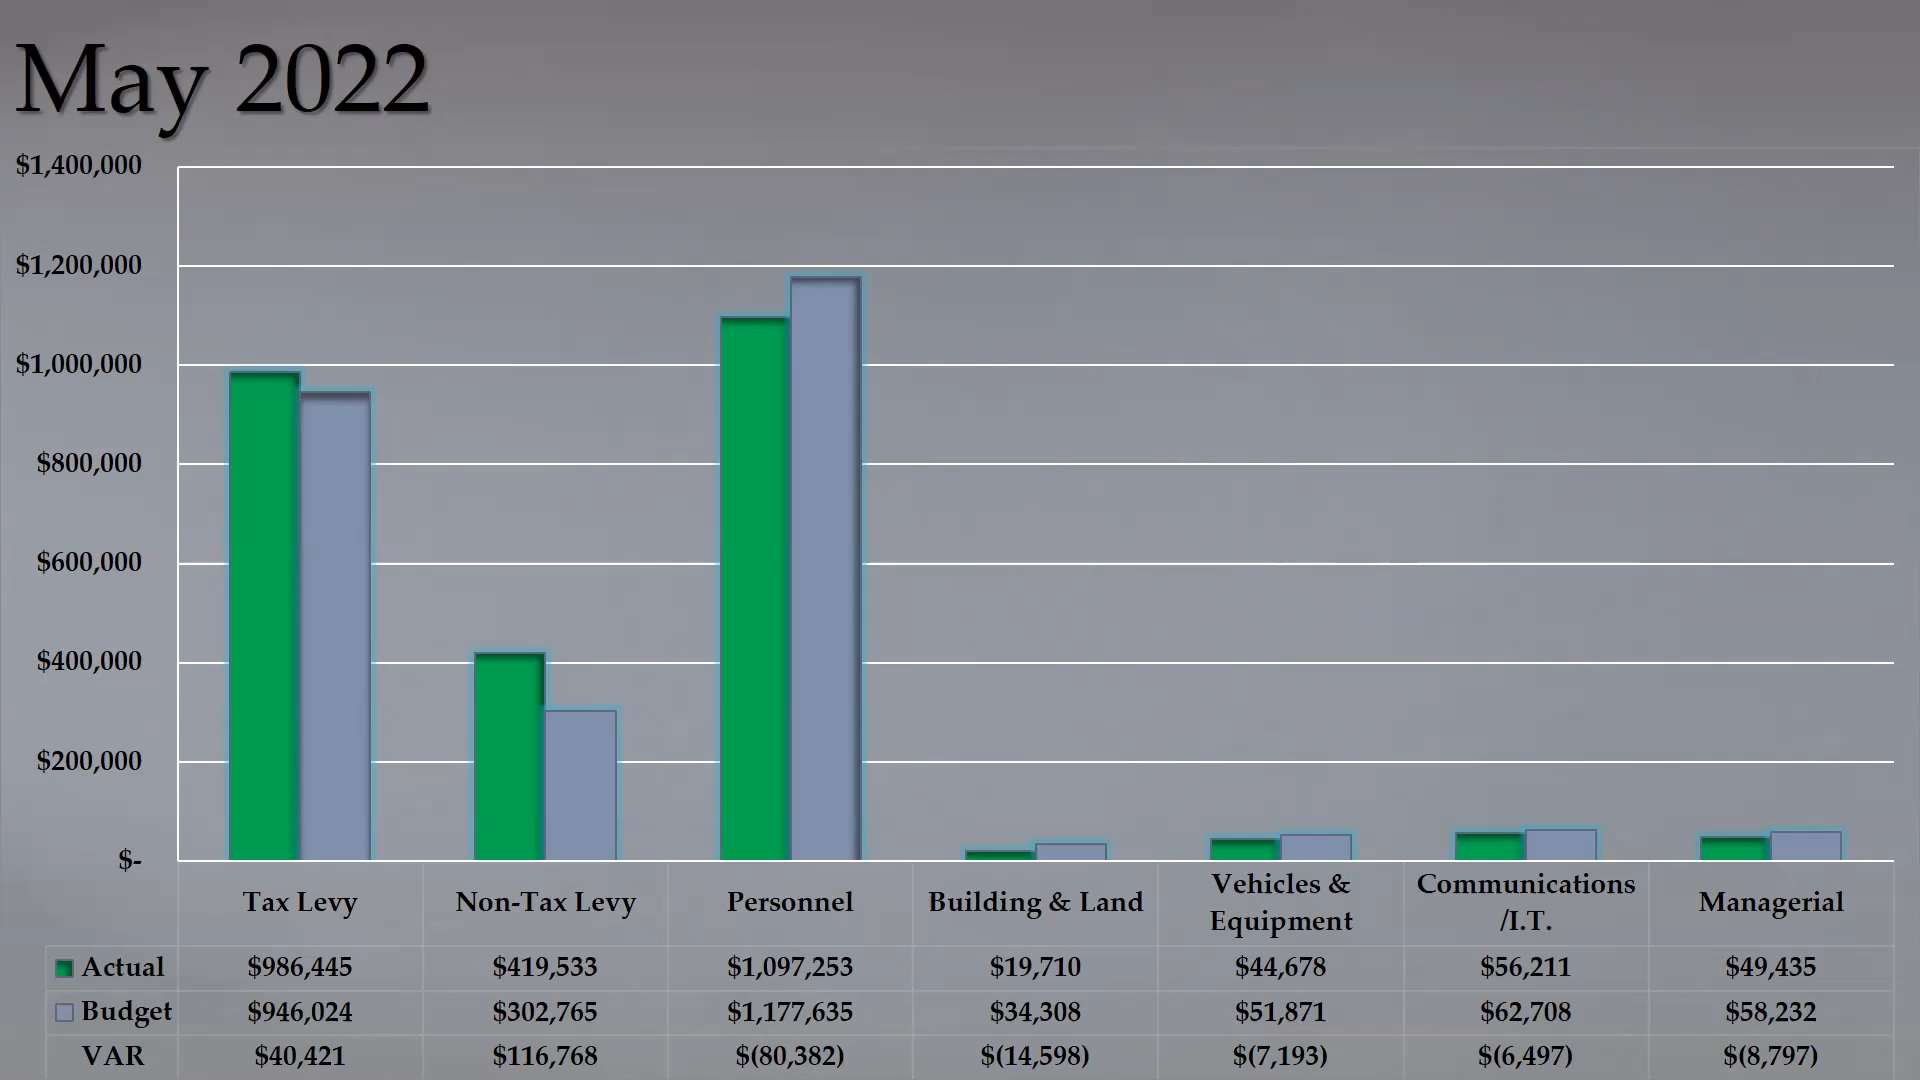 May 2022
$1,400,000
$1,200,000
$1,000,000
$800,000
$600,000
$400,000
$200,000
$-
Tax Levy Non-Tax Levy Personnel Building & Land Vehicles & Equipment Communications /I.T. Managerial
Actual $986,445 $419,533 $1,097,253 $19,710 $44,678 $56,211 $49,435
Budget $946,024 $302,765 $1,177,635 $34,308 $51,871 $62,708 $58,232
VAR $40,421 $116,768 $(80,382) $(14,598) $(7,193) $(6,497) $(8,797)